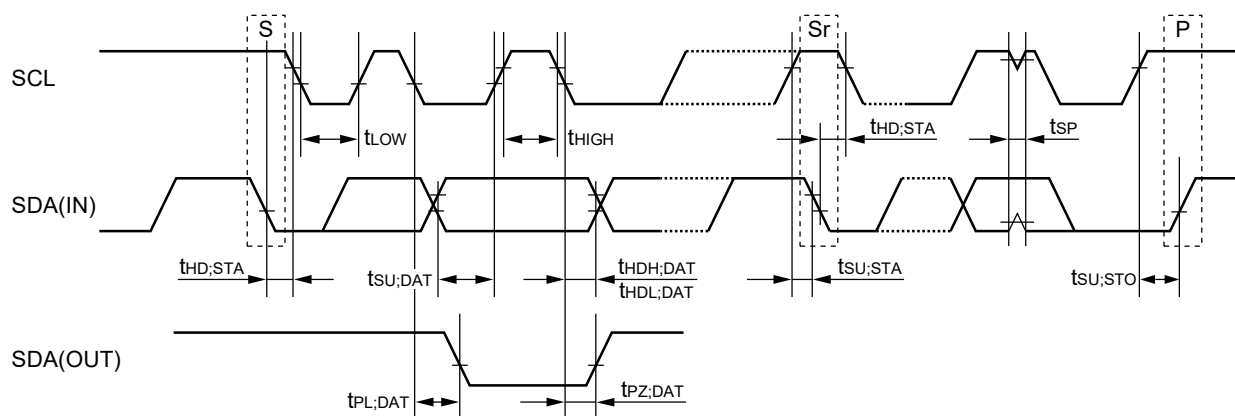 S Sr P
SCL
tLOW tHIGH tHD;STA tSP
SDA(IN)
tHD;STA tSU;DAT tHDH;DAT tSU;STA tSU;STO
tHDL;DAT
SDA(OUT)
tPL;DAT tPZ;DAT